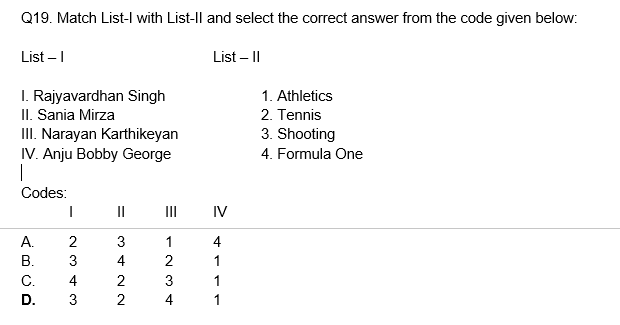 Q19. Match List-I with List-II and select the correct answer from the code given below:
List – I List – II
I. Rajyavardhan Singh 1. Athletics
II. Sania Mirza 2. Tennis
III. Narayan Karthikeyan 3. Shooting
IV. Anju Bobby George 4. Formula One
Codes:
I II III IV
A. 2 3 1 4
B. 3 4 2 1
C. 4 2 3 1
D. 3 2 4 1